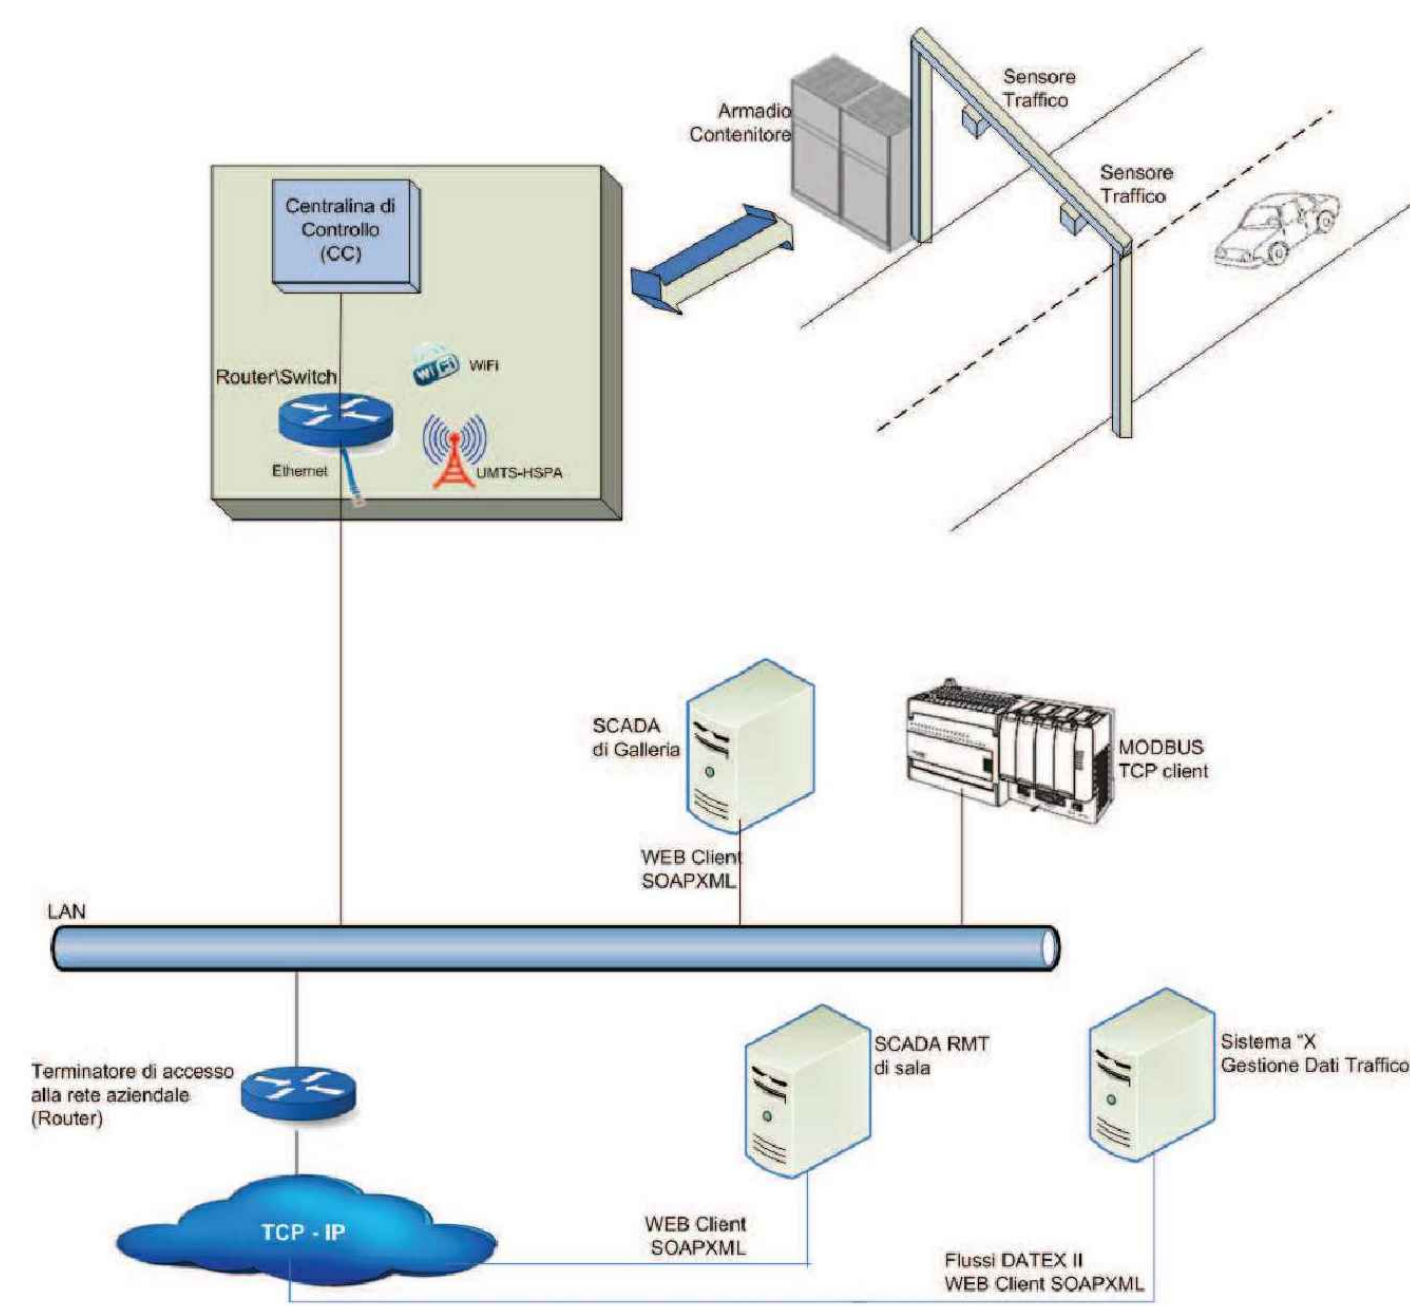 Sensore
Traffico
Armadio
Contenitore
Sensore
Traffico
Centralina di
Controllo
(CC)
WiFi
WiFi
Router\Switch
Ethernet
UMTS-HSPA
SCADA
di Galleria
MODBUS
TCP client
WEB Client
SOAPXML
LAN
Terminatore di accesso
alla rete aziendale
(Router)
SCADA RMT
di sala
Sistema "X
Gestione Dati Traffico
TCP - IP
WEB Client
SOAPXML
Flussi DATEX II
WEB Client SOAPXML